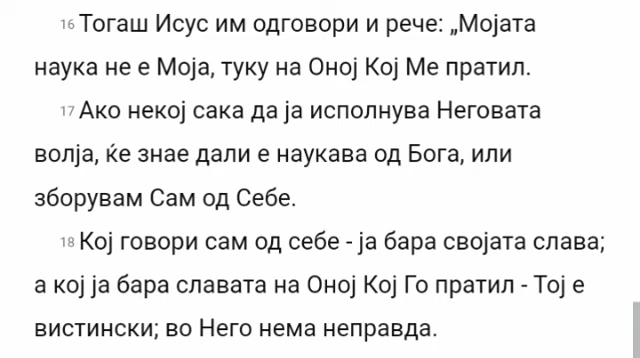 16 Тогаш Исус им одговори и рече: „Мојата
наука не е Моја, туку на Оној Кој Ме пратил.
17 Ако некој сака да ја исполнува Неговата
волја, ќе знае дали е наукава од Бога, или
зборувам Сам од Себе.
18 Кој говори сам од себе - ја бара својата слава;
а кој ја бара славата на Оној Кој Го пратил - Тој е
вистински; во Него нема неправда.